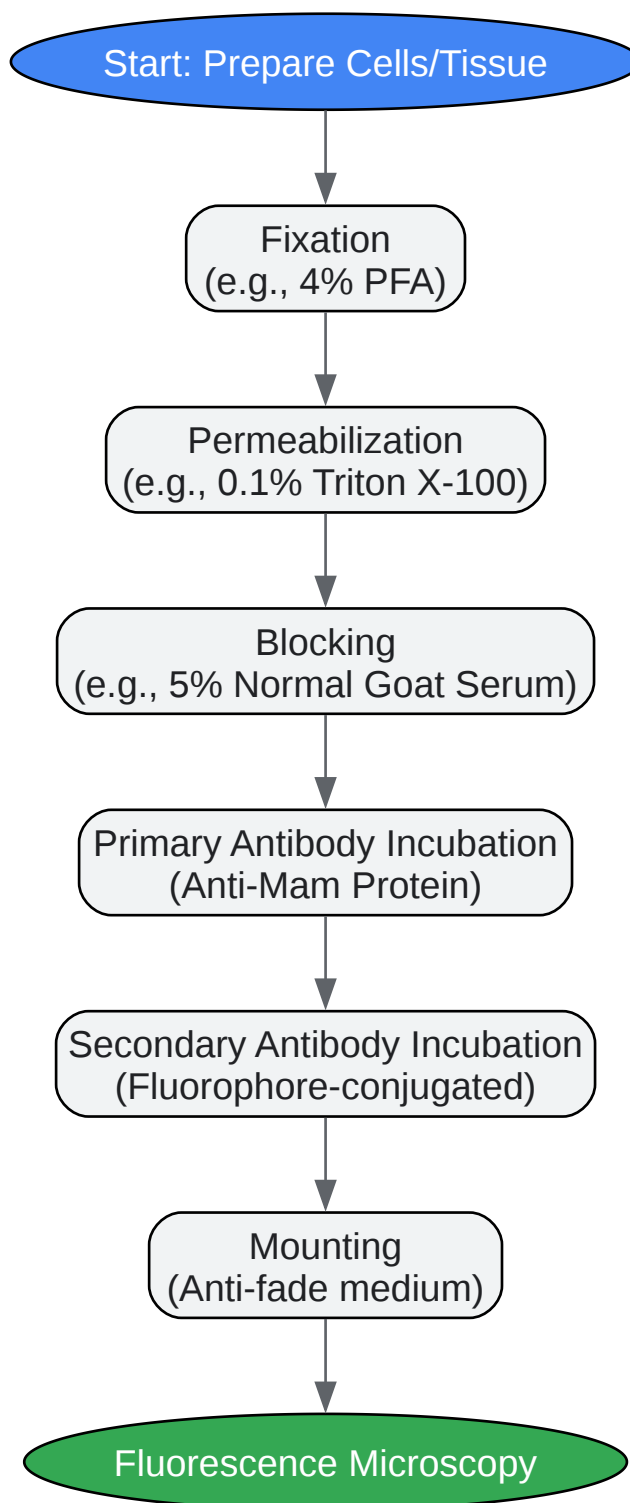 Start: Prepare Cells/Tissue
Fixation
(e.g., 4% PFA)
Permeabilization
(e.g., 0.1% Triton X-100)
Blocking
(e.g., 5% Normal Goat Serum)
Primary Antibody Incubation
(Anti-Mam Protein)
Secondary Antibody Incubation
(Fluorophore-conjugated)
Mounting
(Anti-fade medium)
Fluorescence Microscopy